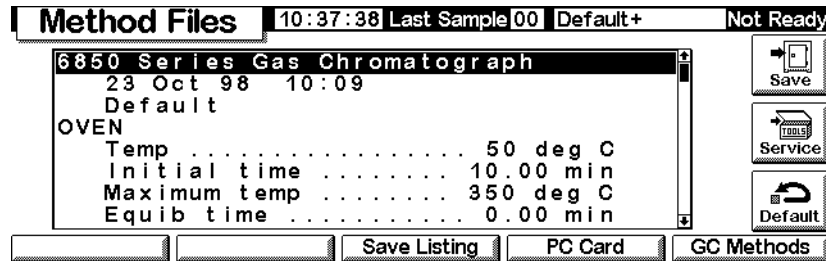 Method Files 10:37:38 Last Sample 00 Default+ Not Ready
6850 Series Gas Chromatograph
23 Oct 98 10:09
Default
OVEN
Temp .................. 50 deg C
Initial time ........ 10.00 min
Maximum temp ........ 350 deg C
Equib time ........... 0.00 min
Save
TOOLS
Service
Default
Save Listing PC Card GC Methods